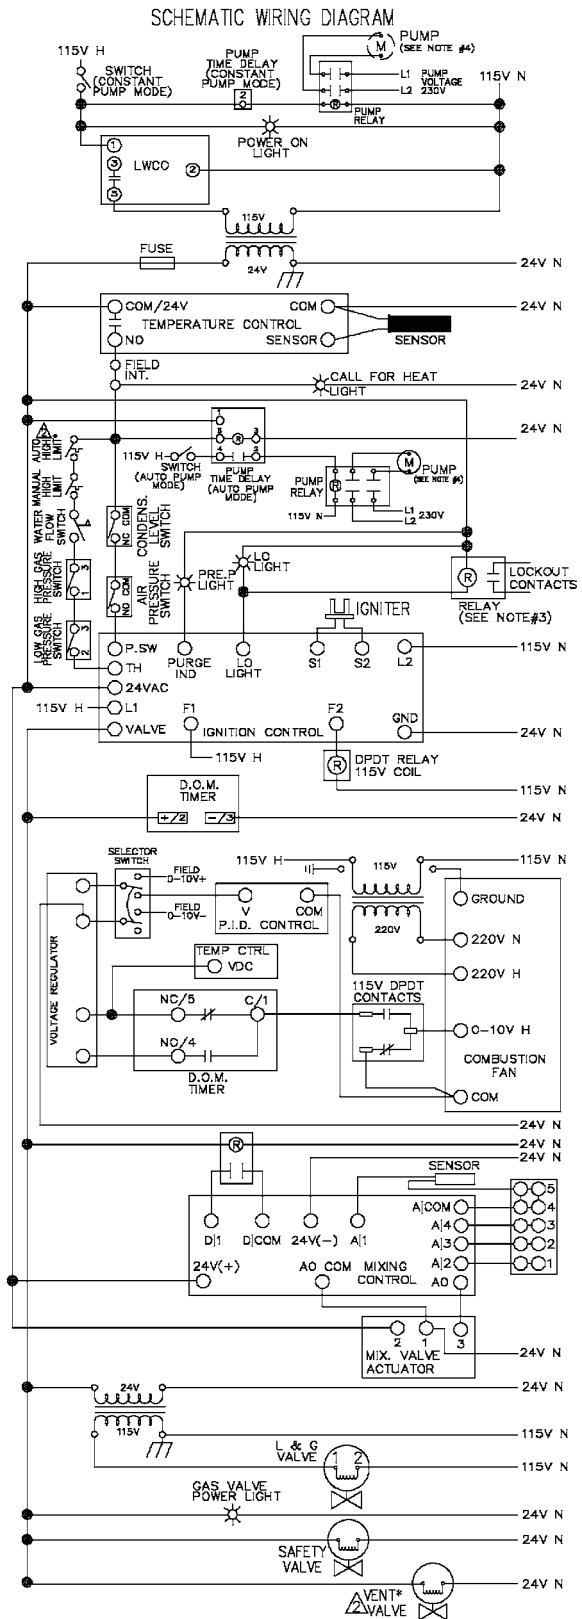 SCHEMATIC WIRING DIAGRAM
115V H
SWITCH
(CONSTANT
PUMP MODE)
PUMP
TIME DELAY
(CONSTANT
PUMP MODE)
2
M
PUMP
(SEE NOTE #4)
L1
L2
PUMP
VOLTAGE
230V
R
PUMP
RELAY
115V N
POWER ON
LIGHT
1
3
5
LWCO
2
115V
24V
FUSE
24V N
COM/24V
NO
TEMPERATURE CONTROL
COM
SENSOR
SENSOR
24V N
FIELD
INT.
CALL FOR HEAT
LIGHT
24V N
2
AUTO
HIGH
LIMIT*
MANUAL
HIGH
LIMIT
WATER
FLOW
SWITCH
HIGH GAS
PRESSURE
SWITCH
3
1
LOW GAS
PRESSURE
SWITCH
3
2
115V H
SWITCH
(AUTO PUMP
MODE)
1
R
PUMP
TIME DELAY
(AUTO PUMP
MODE)
24V N
M
PUMP
(SEE NOTE #4)
PUMP
RELAY
R
115V N
L1
L2
230V
NC COM
CONDENS.
LEVEL
SWITCH
NO COM
AIR
PRESSURE
SWITCH
PRE.P
LIGHT
LO
LIGHT
R
LOCKOUT
CONTACTS
RELAY
(SEE NOTE#3)
IGNITER
P.SW
TH
24VAC
115V H
L1
VALVE
PURGE
IND
LO
LIGHT
S1
S2
L2
115V N
F1
IGNITION CONTROL
F2
GND
24V N
115V H
R
DPDT RELAY
115V COIL
115V N
D.O.M.
TIMER
+/2
-/3
24V N
SELECTOR
SWITCH
FIELD
0-10V+
FIELD
0-10V-
115V H
115V
220V
115V N
VOLTAGE REGULATOR
V
COM
P.I.D. CONTROL
GROUND
220V N
220V H
TEMP CTRL
VDC
NC/5
C/1
NO/4
D.O.M.
TIMER
115V DPDT
CONTACTS
0-10V H
COMBUSTION
FAN
COM
24V N
24V N
24V N
R
SENSOR
D|1
D|COM
24V(-)
A|1
A|COM
A|4
A|3
A|2
AO
5
4
3
2
1
24V(+)
AO COM
MIXING
CONTROL
2
1
3
MIX. VALVE
ACTUATOR
24V N
24V
115V
24V N
115V N
L & G
VALVE
1
2
115V N
GAS VALVE
POWER LIGHT
24V N
SAFETY
VALVE
24V N
2
VENT*
VALVE
24V N